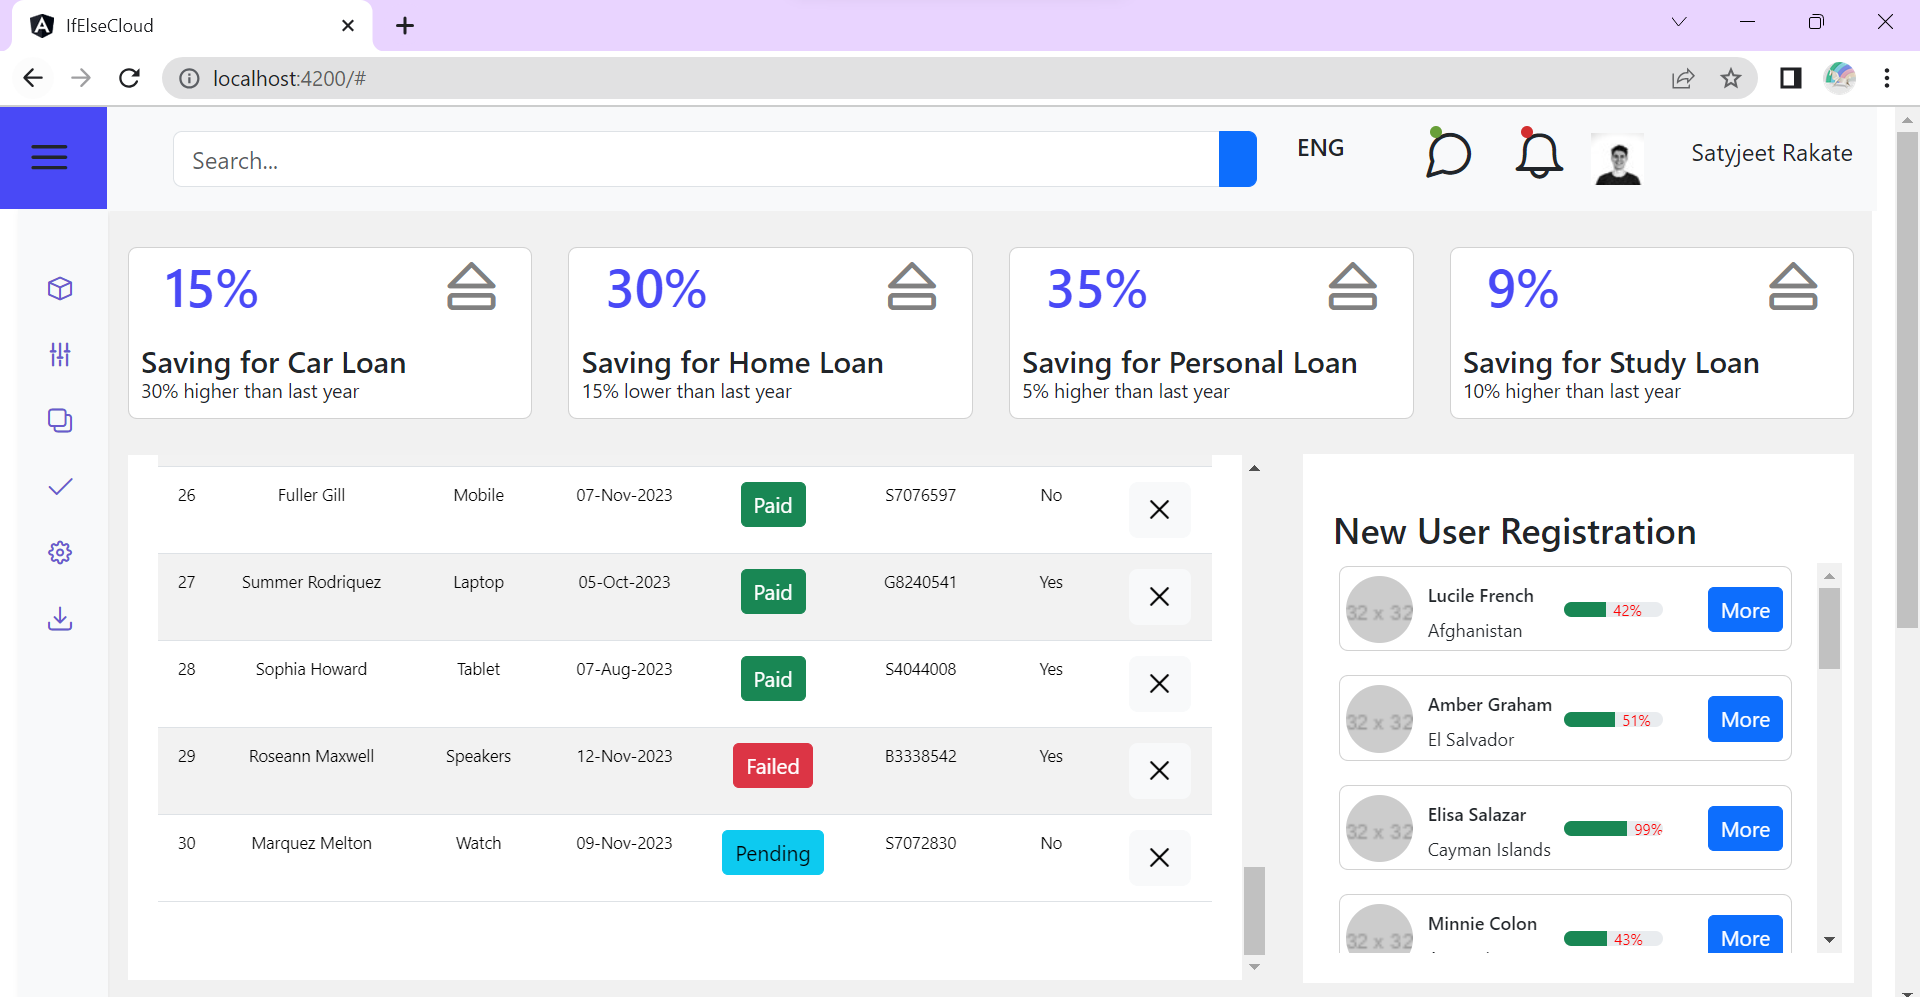 IfElseCloud
localhost:4200/#
Search...
ENG
Satyjeet Rakate
15%
Saving for Car Loan
30% higher than last year
30%
Saving for Home Loan
15% lower than last year
35%
Saving for Personal Loan
5% higher than last year
9%
Saving for Study Loan
10% higher than last year
26 Fuller Gill Mobile 07-Nov-2023 Paid S7076597 No
27 Summer Rodriquez Laptop 05-Oct-2023 Paid G8240541 Yes
28 Sophia Howard Tablet 07-Aug-2023 Paid S4044008 Yes
29 Roseann Maxwell Speakers 12-Nov-2023 Failed B3338542 Yes
30 Marquez Melton Watch 09-Nov-2023 Pending S7072830 No
New User Registration
32 x 32
Lucile French
Afghanistan
42%
More
32 x 32
Amber Graham
El Salvador
51%
More
32 x 32
Elisa Salazar
Cayman Islands
99%
More
32 x 32
Minnie Colon
43%
More